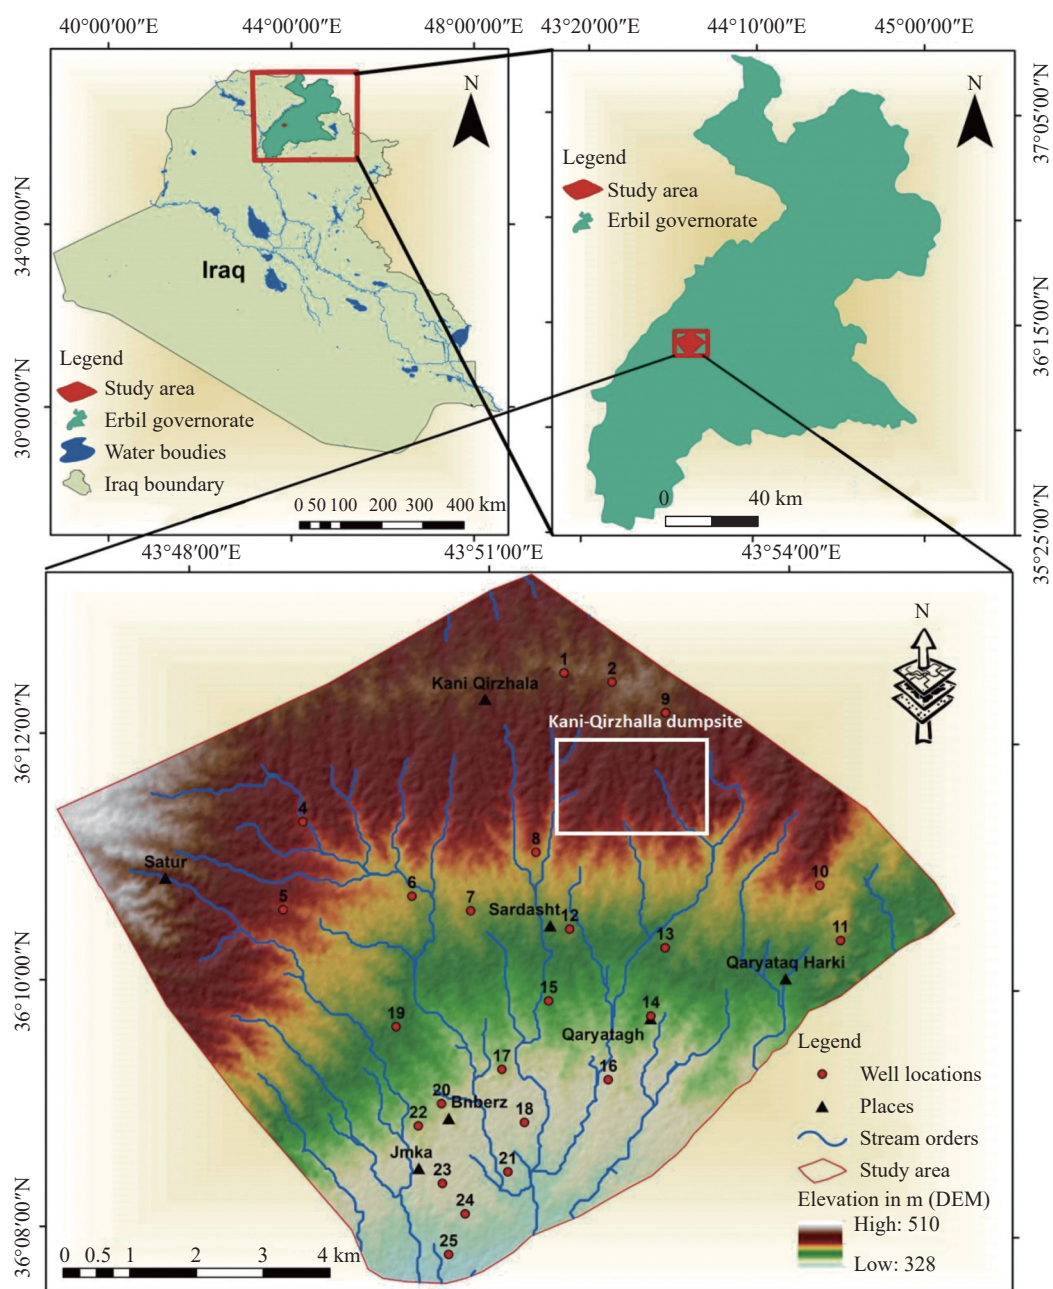 40°00′00″E 44°00′00″E 48°00′00″E
43°20′00″E 44°10′00″E 45°00′00″E
34°00′00″N
30°00′00″N
N
Iraq
Legend
Study area
Erbil governorate
Water boudies
Iraq boundary
0 50 100 200 300 400 km
N
Legend
Study area
Erbil governorate
0 40 km
37°05′00″N
36°15′00″N
35°25′00″N
43°48′00″E 43°51′00″E 43°54′00″E
36°12′00″N
36°10′00″N
36°08′00″N
N
1
2
Kani Qirzhala
9
Kani-Qirzhalla dumpsite
4
8
Satur
10
6
5
7
Sardasht
12
11
13
Qaryataq Harki
15
14
19
Qaryatagh
17
16
20
Bnberz
22
18
Jmka
21
23
24
25
Legend
Well locations
Places
Stream orders
Study area
Elevation in m (DEM)
High: 510
Low: 328
0 0.5 1 2 3 4 km